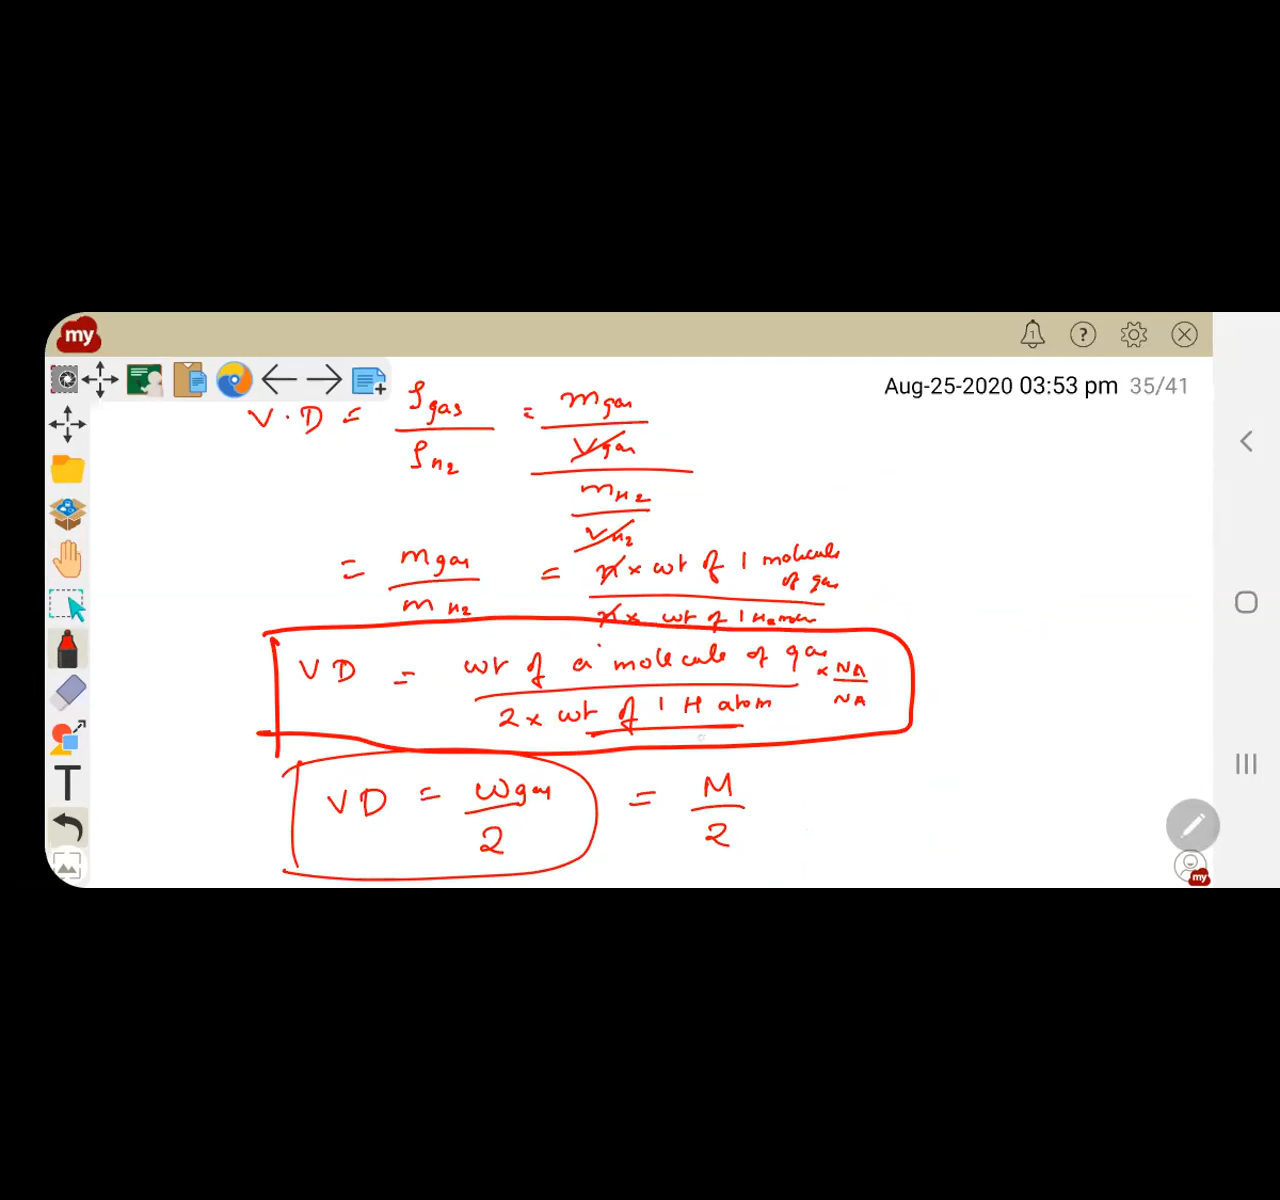 my
1 ?
Aug-25-2020 03:53 pm 35/41
V.D = ρgas / ρH2 = mgas / Vgas / mH2 / VH2
= mgas / mH2 = n x wt of 1 molecule of gas / n x wt of 1 H2 molecule
VD = wt of a molecule of gas / 2 x wt of 1 H atom x NA / NA
VD = wgas / 2 = M / 2
T
my